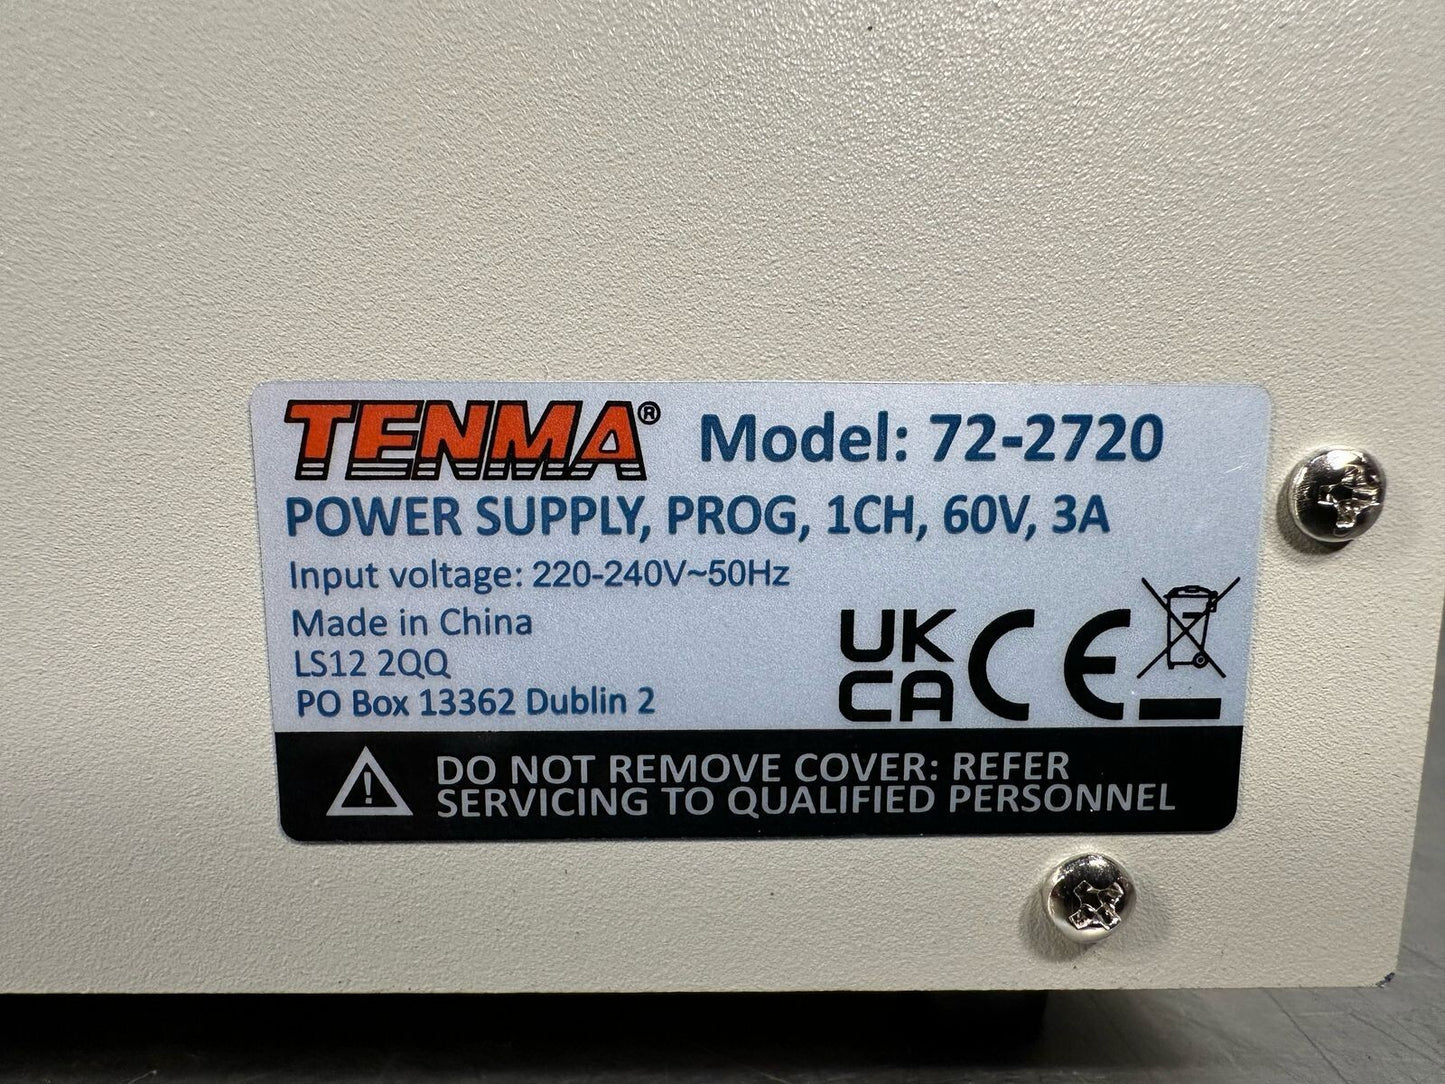 TENMA® Model: 72-2720
POWER SUPPLY, PROG, 1CH, 60V, 3A
Input voltage: 220-240V~50Hz
Made in China
LS12 2QQ
PO Box 13362 Dublin 2
UK
CA CE
DO NOT REMOVE COVER: REFER
SERVICING TO QUALIFIED PERSONNEL